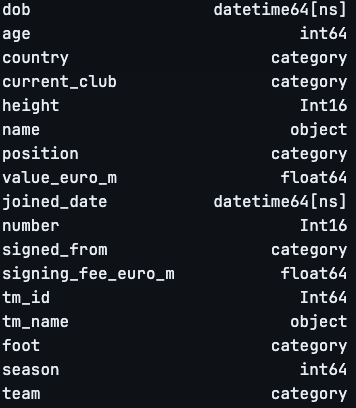 dob datetime64[ns]
age int64
country category
current_club category
height Int16
name object
position category
value_euro_m float64
joined_date datetime64[ns]
number Int16
signed_from category
signing_fee_euro_m float64
tm_id Int64
tm_name object
foot category
season int64
team category